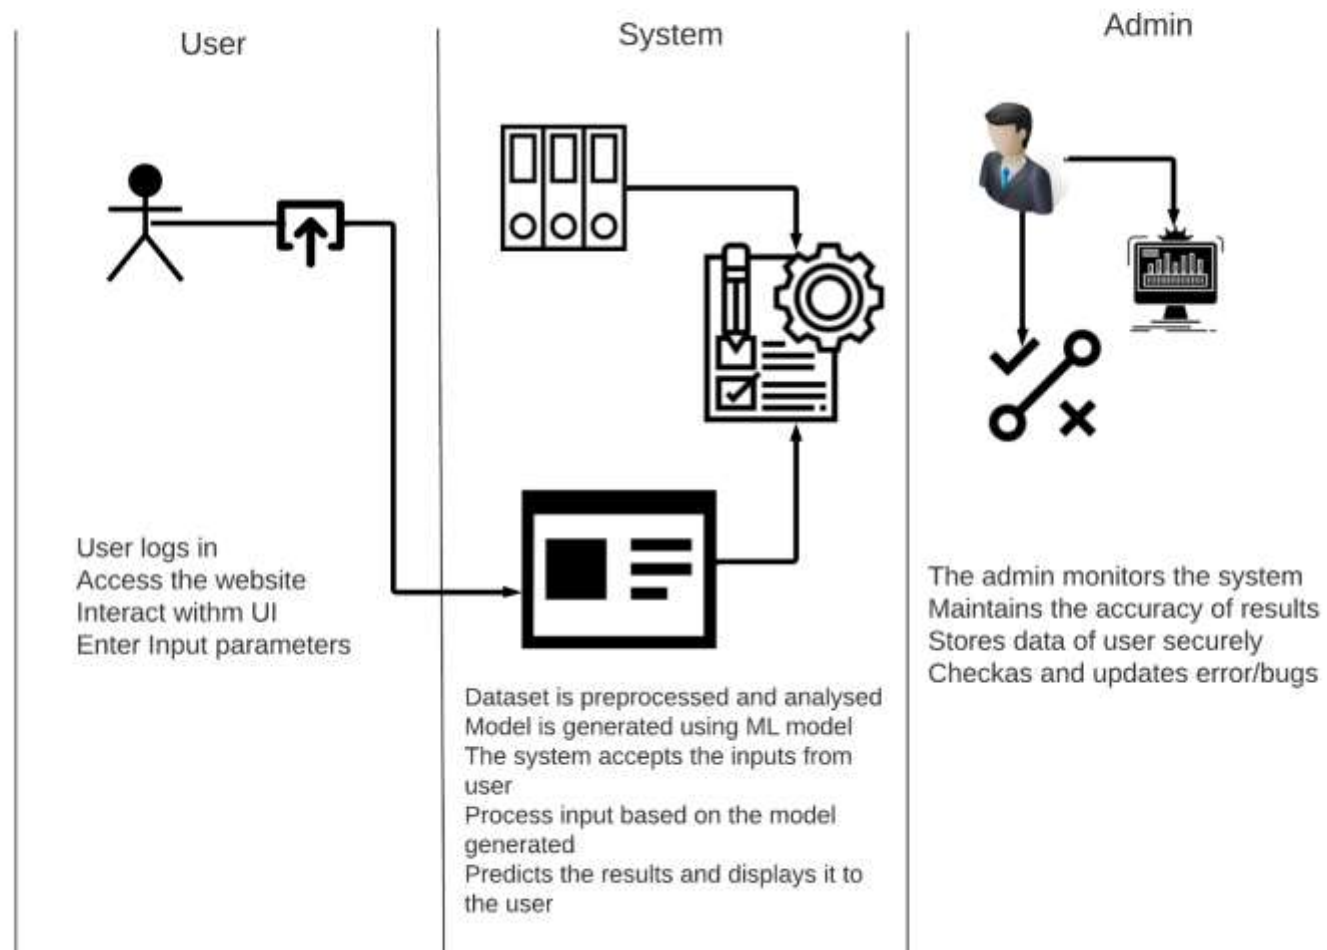 User
System
Admin
User logs in
Access the website
Interact withm UI
Enter Input parameters
Dataset is preprocessed and analysed
Model is generated using ML model
The system accepts the inputs from
user
Process input based on the model
generated
Predicts the results and displays it to
the user
The admin monitors the system
Maintains the accuracy of results
Stores data of user securely
Checkas and updates error/bugs